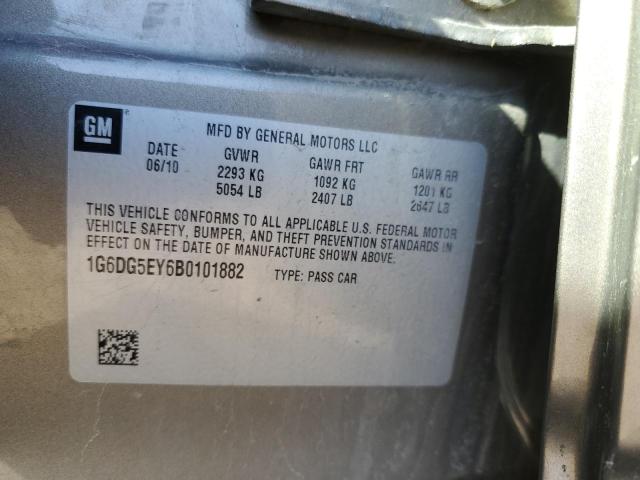 GM
MFD BY GENERAL MOTORS LLC
DATE GVWR GAWR FRT GAWR RR
06/10 2293 KG 1092 KG 1201 KG
5054 LB 2407 LB 2647 LB
THIS VEHICLE CONFORMS TO ALL APPLICABLE U.S. FEDERAL MOTOR
VEHICLE SAFETY, BUMPER, AND THEFT PREVENTION STANDARDS IN
EFFECT ON THE DATE OF MANUFACTURE SHOWN ABOVE.
1G6DG5EY6B0101882 TYPE: PASS CAR